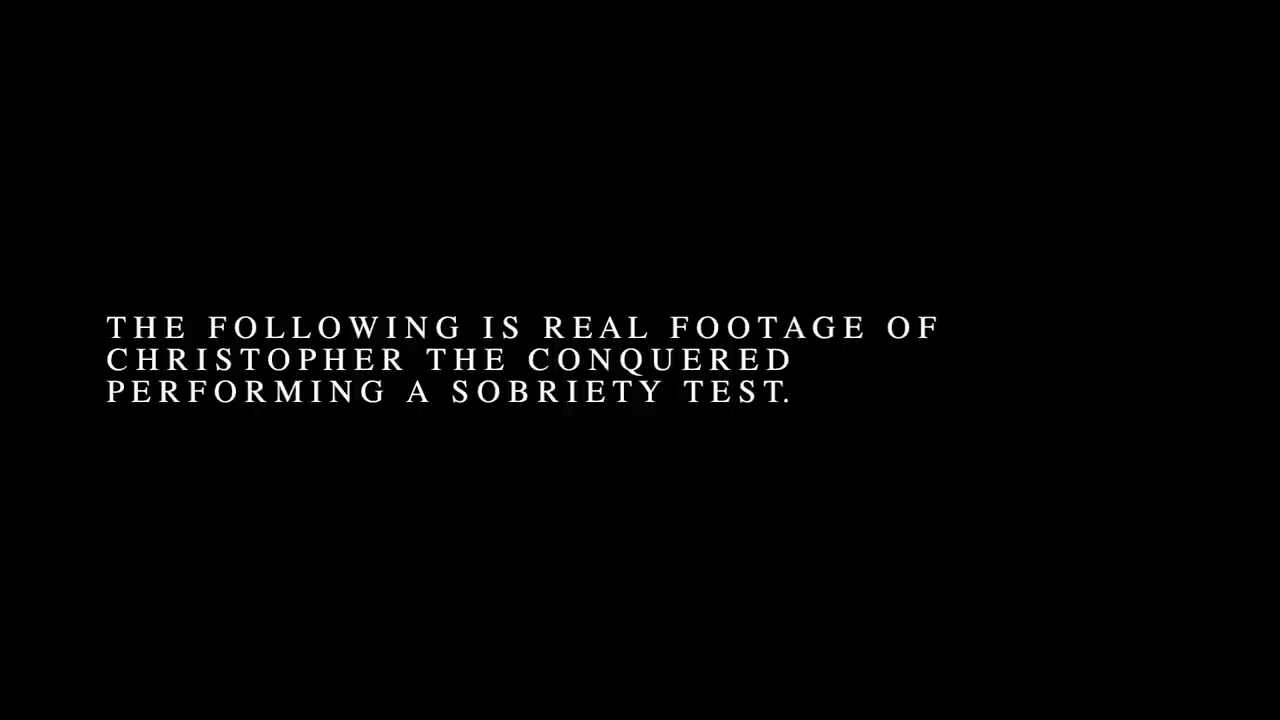 THE FOLLOWING IS REAL FOOTAGE OF
CHRISTOPHER THE CONQUERED
PERFORMING A SOBRIETY TEST.